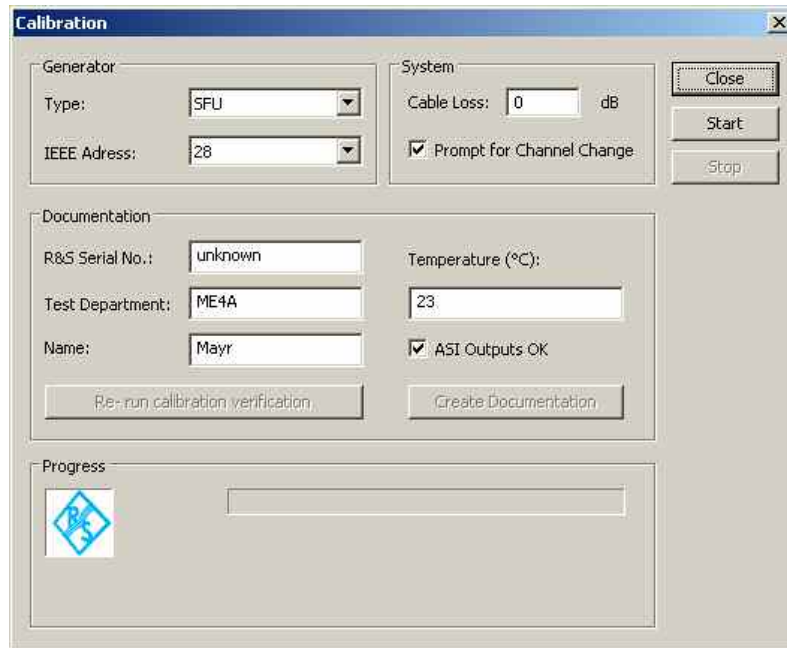 Calibration
Generator
Type: SFU
IEEE Adress: 28
System
Cable Loss: 0 dB
Prompt for Channel Change
Close
Start
Stop
Documentation
R&S Serial No.: unknown
Test Department: ME4A
Name: Mayr
Temperature (°C):
23
ASI Outputs OK
Re-run calibration verification
Create Documentation
Progress
R&S